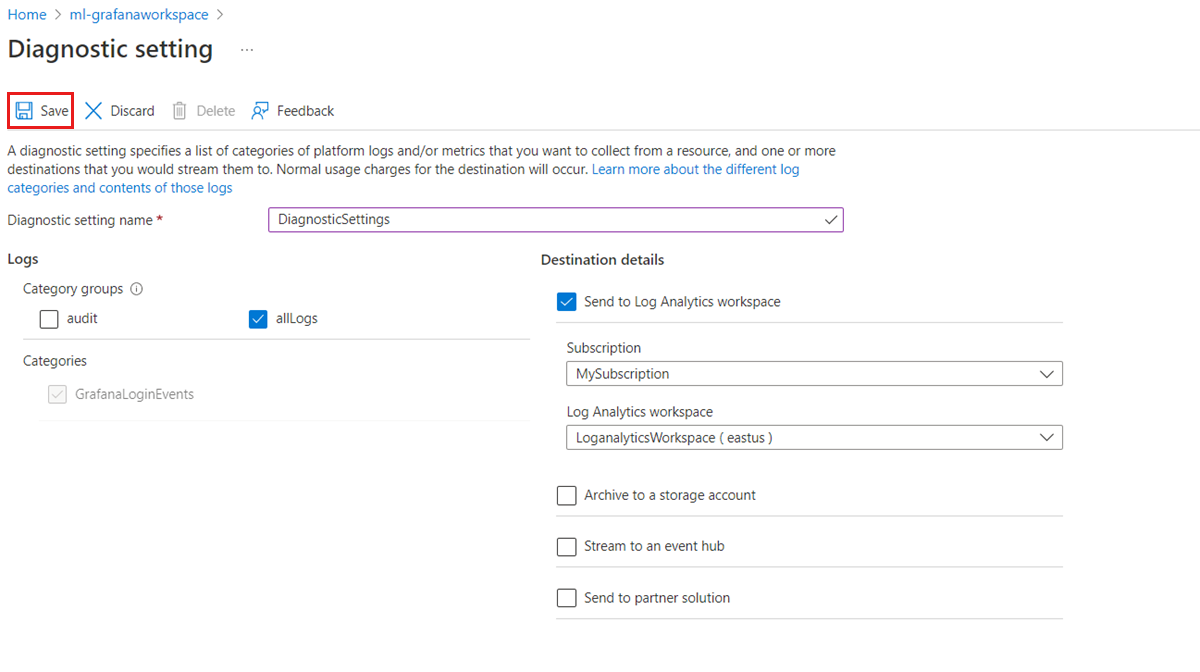 Home > ml-grafanaworkspace >
Diagnostic setting ...
Save Discard Delete Feedback
A diagnostic setting specifies a list of categories of platform logs and/or metrics that you want to collect from a resource, and one or more
destinations that you would stream them to. Normal usage charges for the destination will occur. Learn more about the different log
categories and contents of those logs
Diagnostic setting name * DiagnosticSettings
Logs
Category groups
audit allLogs
Categories
GrafanaLoginEvents
Destination details
Send to Log Analytics workspace
Subscription
MySubscription
Log Analytics workspace
LoganalyticsWorkspace ( eastus )
Archive to a storage account
Stream to an event hub
Send to partner solution